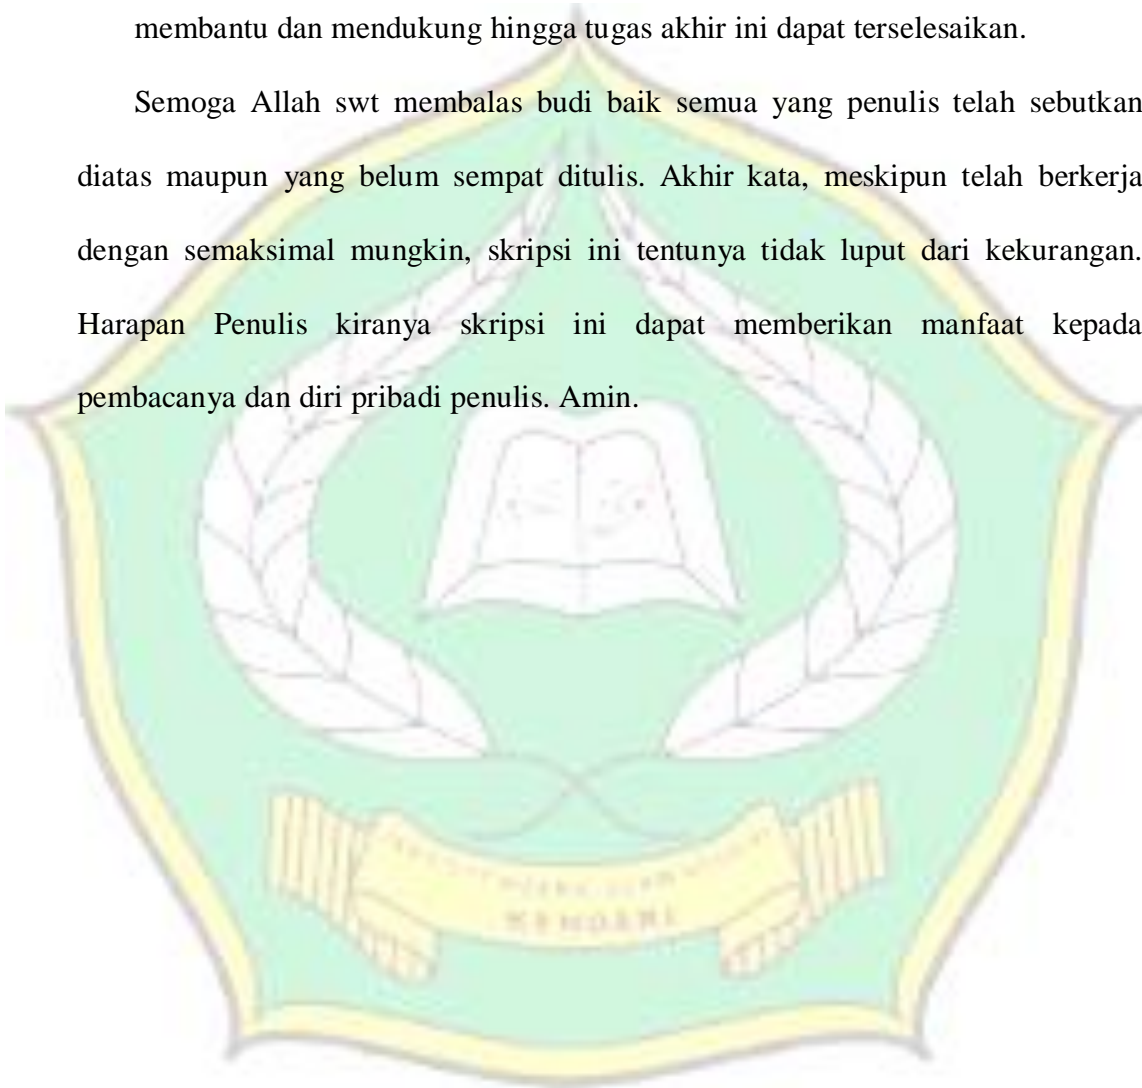 membantu dan mendukung hingga tugas akhir ini dapat terselesaikan.
Semoga Allah swt membalas budi baik semua yang penulis telah sebutkan
diatas maupun yang belum sempat ditulis. Akhir kata, meskipun telah berkerja
dengan semaksimal mungkin, skripsi ini tentunya tidak luput dari kekurangan.
Harapan Penulis kiranya skripsi ini dapat memberikan manfaat kepada
pembacanya dan diri pribadi penulis. Amin.
KENDARI